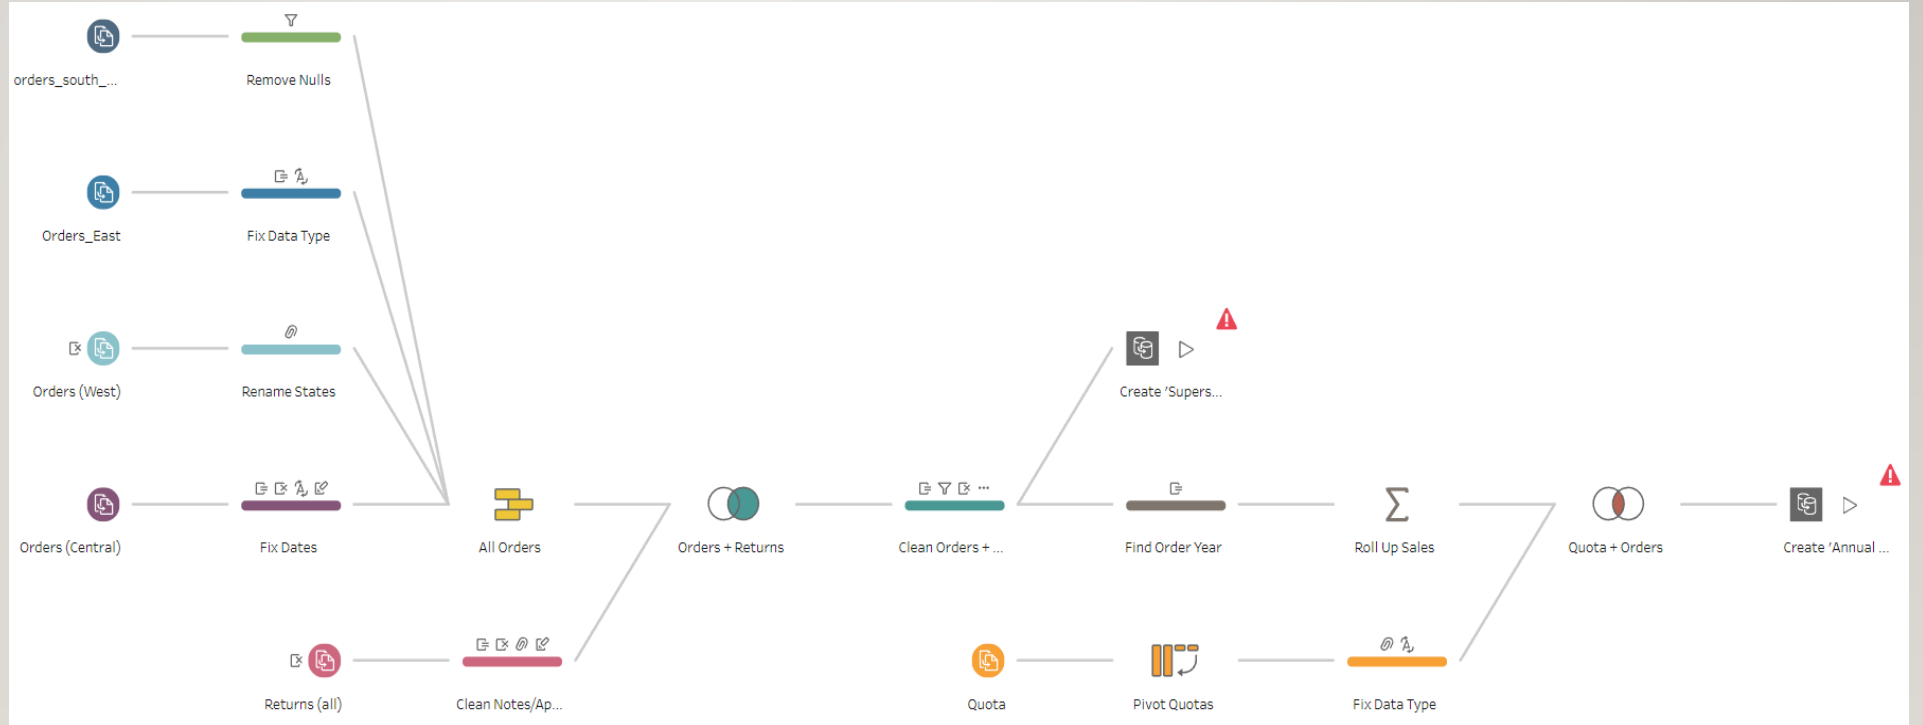 orders_south_...
Remove Nulls
Orders_East
Fix Data Type
Orders (West)
Rename States
Create 'Supers...
Orders (Central)
Fix Dates
All Orders
Orders + Returns
Clean Orders + ...
Find Order Year
Roll Up Sales
Quota + Orders
Create 'Annual ...
Returns (all)
Clean Notes/Ap...
Quota
Pivot Quotas
Fix Data Type